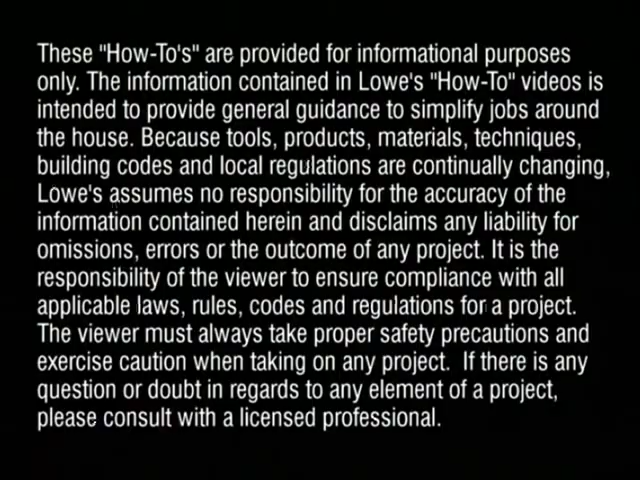 These "How-To's" are provided for informational purposes
only. The information contained in Lowe's "How-To" videos is
intended to provide general guidance to simplify jobs around
the house. Because tools, products, materials, techniques,
building codes and local regulations are continually changing,
Lowe's assumes no responsibility for the accuracy of the
information contained herein and disclaims any liability for
omissions, errors or the outcome of any project. It is the
responsibility of the viewer to ensure compliance with all
applicable laws, rules, codes and regulations for a project.
The viewer must always take proper safety precautions and
exercise caution when taking on any project.  If there is any
question or doubt in regards to any element of a project,
please consult with a licensed professional.